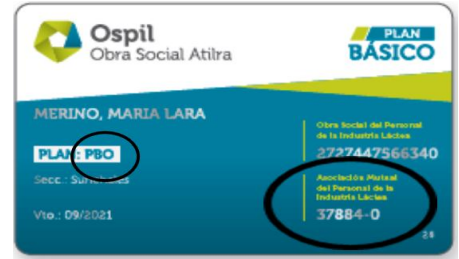 Ospil
Obra Social Atilra
PLAN
BÁSICO
MERINO, MARIA LARA
PLAN: PBO
Secc.: Sunchales
Vto.: 09/2021
Obra Social del Personal
de la Industria Láctea
2727447566340
Asociación Mutual
del Personal de la
Industria Láctea
37884-0